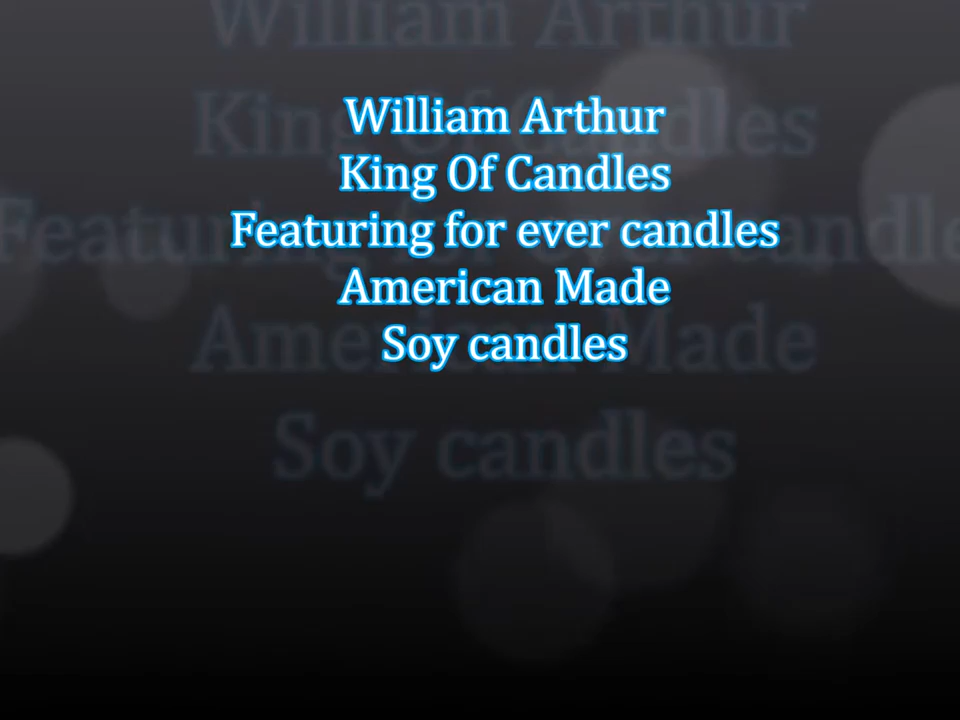 William Arthur
King Of Candles
Featuring for ever candles
American Made
Soy candles